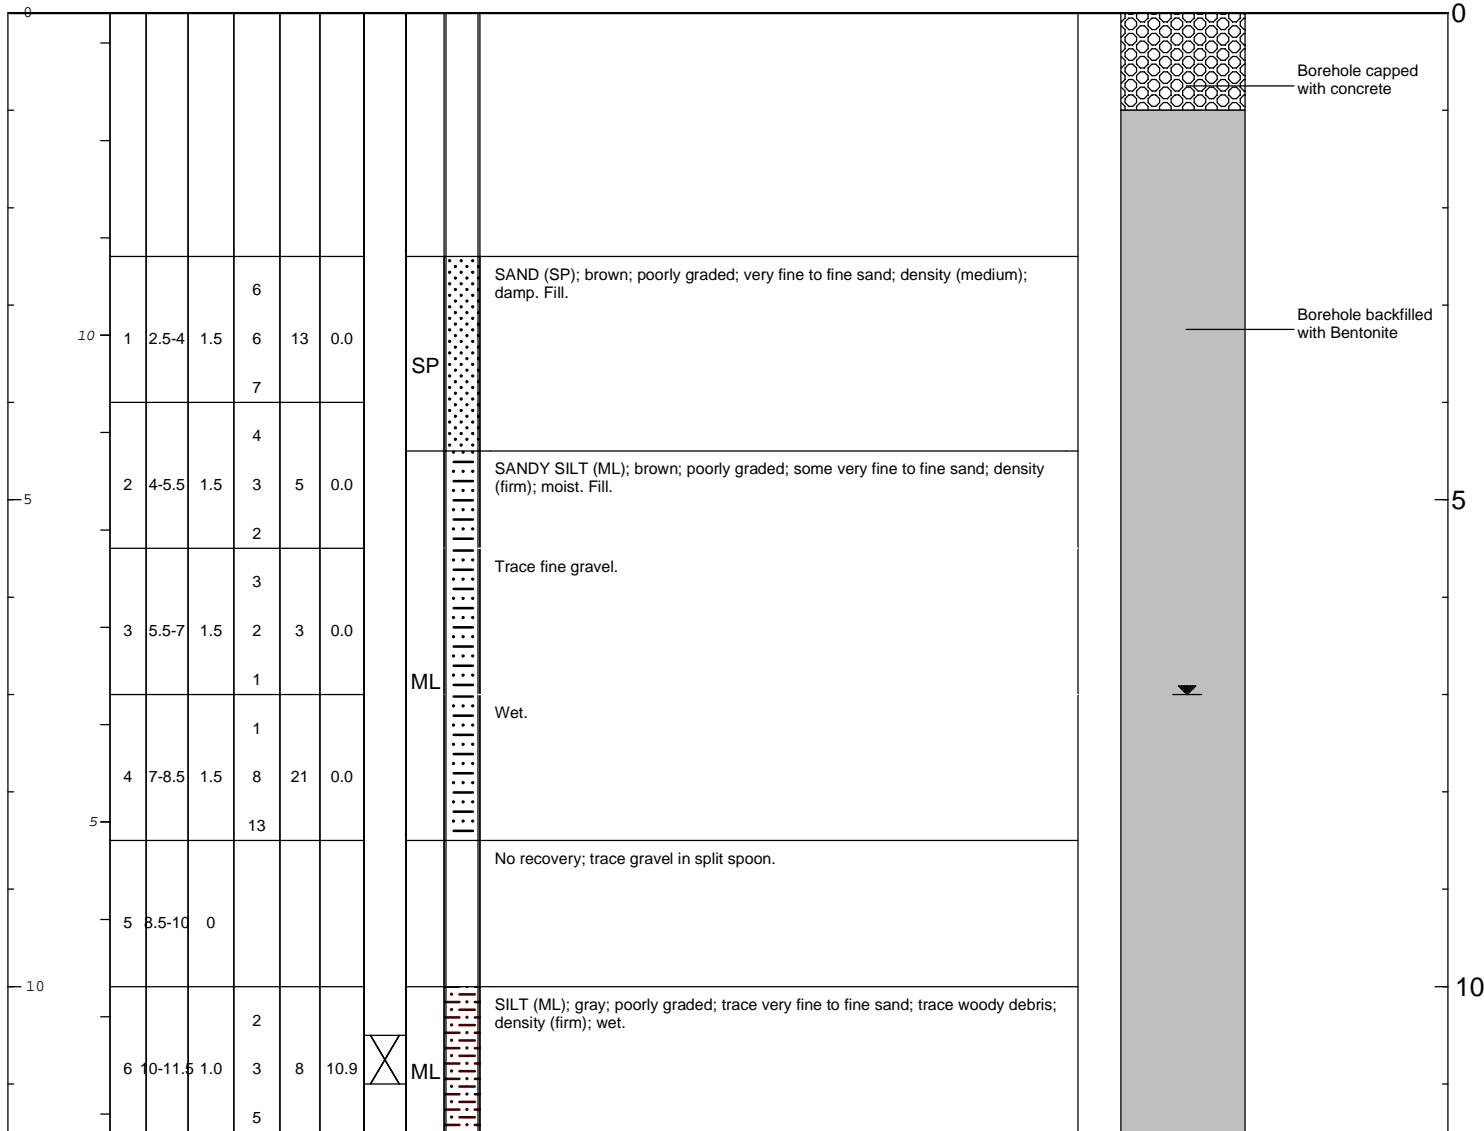 0
0
Borehole capped
with concrete
SAND (SP); brown; poorly graded; very fine to fine sand; density (medium);
damp. Fill.
6
10
1 2.5-4 1.5 6 13 0.0
7
SP
Borehole backfilled
with Bentonite
4
SANDY SILT (ML); brown; poorly graded; some very fine to fine sand; density
(firm); moist. Fill.
2 4-5.5 1.5 3 5 0.0
5
5
2
Trace fine gravel.
3
3 5.5-7 1.5 2 3 0.0
1
ML
Wet.
1
4 7-8.5 1.5 8 21 0.0
5
13
No recovery; trace gravel in split spoon.
5 8.5-10 0
10
10
SILT (ML); gray; poorly graded; trace very fine to fine sand; trace woody debris;
density (firm); wet.
2
6 10-11.5 1.0 3 8 10.9
ML
5